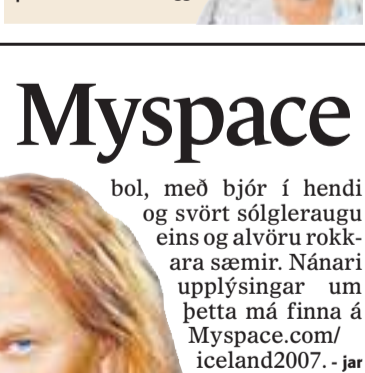 Myspace
bol, með bjór í hendi
og svört sólgleraugu
eins og alvöru rokk-
ara sæmir. Nánari
upplýsingar um
þetta má finna á
Myspace.com/
iceland2007. - jar